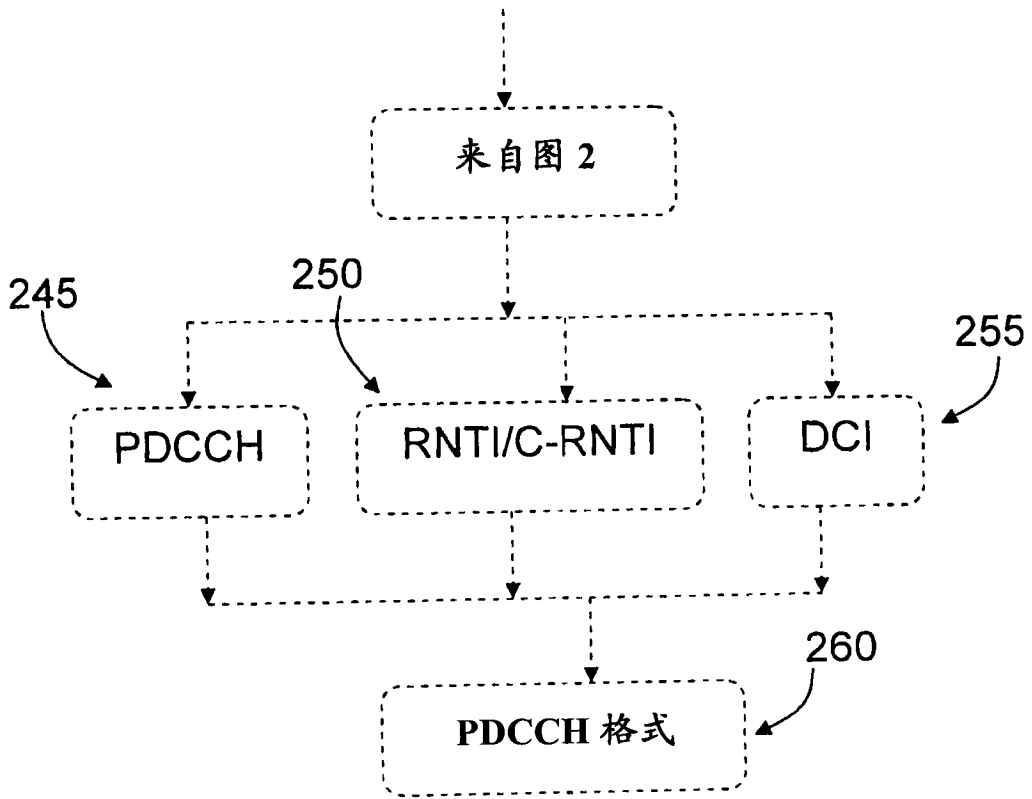 来自图 2
250
245
255
PDCCH
RNTI/C-RNTI
DCI
260
PDCCH 格式